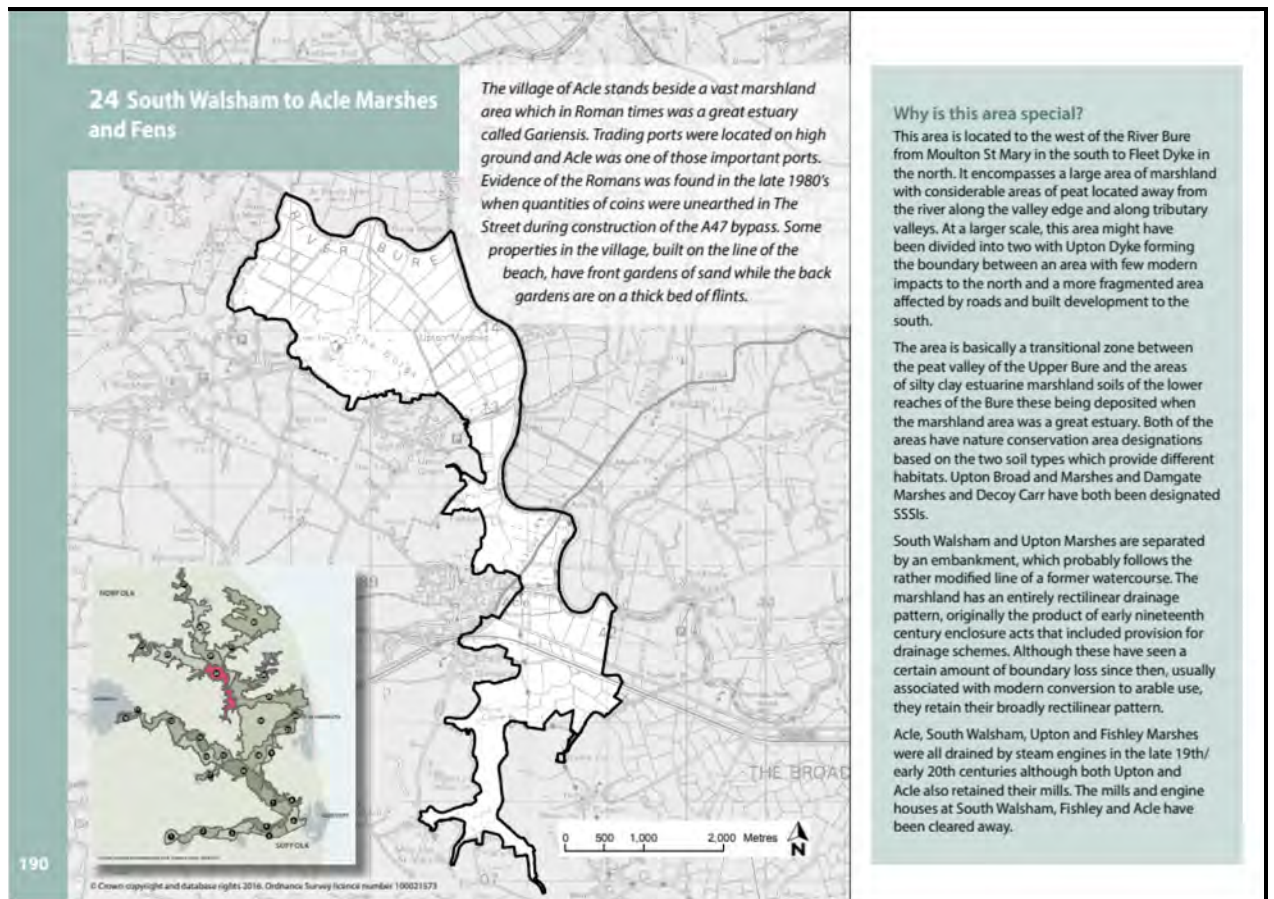 24 South Walsham to Acle Marshes
and Fens
The village of Acle stands beside a vast marshland
area which in Roman times was a great estuary
called Gariensis. Trading ports were located on high
ground and Acle was one of those important ports.
Evidence of the Romans was found in the late 1980's
when quantities of coins were unearthed in The
Street during construction of the A47 bypass. Some
properties in the village, built on the line of the
beach, have front gardens of sand while the back
gardens are on a thick bed of flints.
RIVER BURE
Upton Marshes
THE BROAD
NORFOLK
SUFFOLK
0 500 1,000 2,000 Metres
N
190
© Crown copyright and database rights 2016. Ordnance Survey licence number 100021573
Why is this area special?
This area is located to the west of the River Bure
from Moulton St Mary in the south to Fleet Dyke in
the north. It encompasses a large area of marshland
with considerable areas of peat located away from
the river along the valley edge and along tributary
valleys. At a larger scale, this area might have
been divided into two with Upton Dyke forming
the boundary between an area with few modern
impacts to the north and a more fragmented area
affected by roads and built development to the
south.
The area is basically a transitional zone between
the peat valley of the Upper Bure and the areas
of silty clay estuarine marshland soils of the lower
reaches of the Bure these being deposited when
the marshland area was a great estuary. Both of the
areas have nature conservation area designations
based on the two soil types which provide different
habitats. Upton Broad and Marshes and Damgate
Marshes and Decoy Carr have both been designated
SSSIs.
South Walsham and Upton Marshes are separated
by an embankment, which probably follows the
rather modified line of a former watercourse. The
marshland has an entirely rectilinear drainage
pattern, originally the product of early nineteenth
century enclosure acts that included provision for
drainage schemes. Although these have seen a
certain amount of boundary loss since then, usually
associated with modern conversion to arable use,
they retain their broadly rectilinear pattern.
Acle, South Walsham, Upton and Fishley Marshes
were all drained by steam engines in the late 19th/
early 20th centuries although both Upton and
Acle also retained their mills. The mills and engine
houses at South Walsham, Fishley and Acle have
been cleared away.